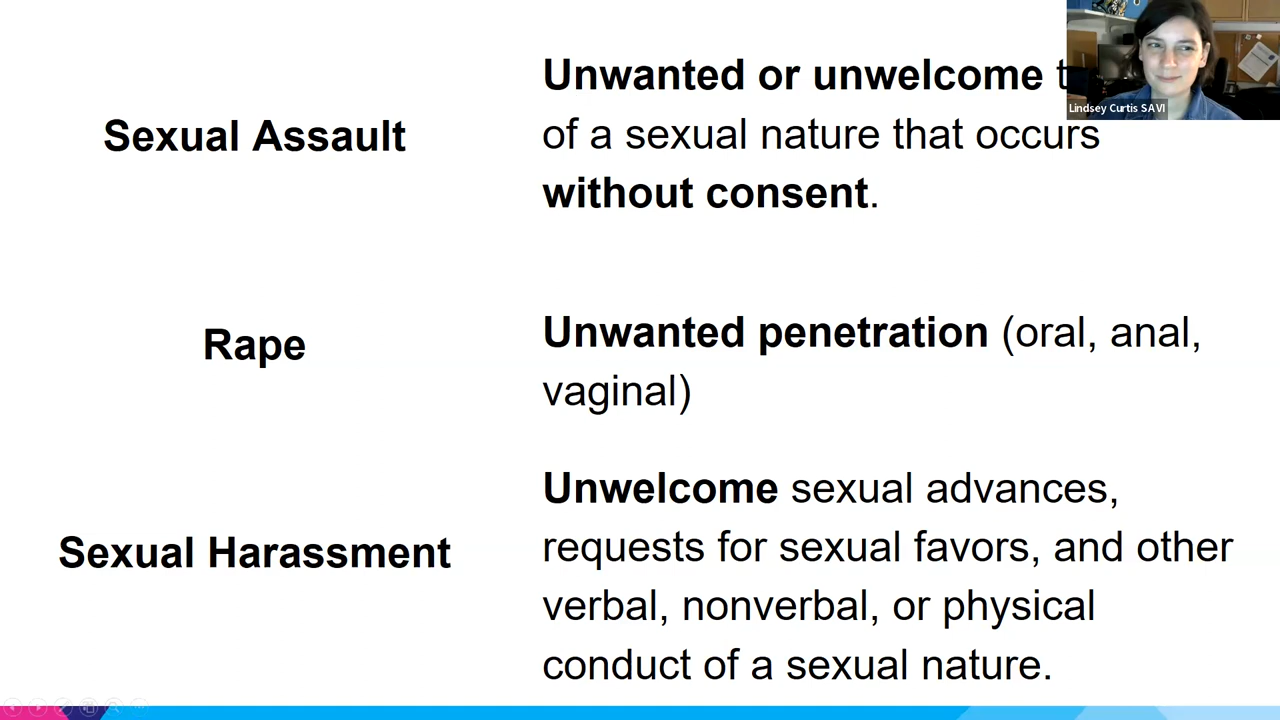 Lindsey Curtis SAVI
Sexual Assault
Unwanted or unwelcome
of a sexual nature that occurs
without consent.
Rape
Unwanted penetration (oral, anal,
vaginal)
Sexual Harassment
Unwelcome sexual advances,
requests for sexual favors, and other
verbal, nonverbal, or physical
conduct of a sexual nature.